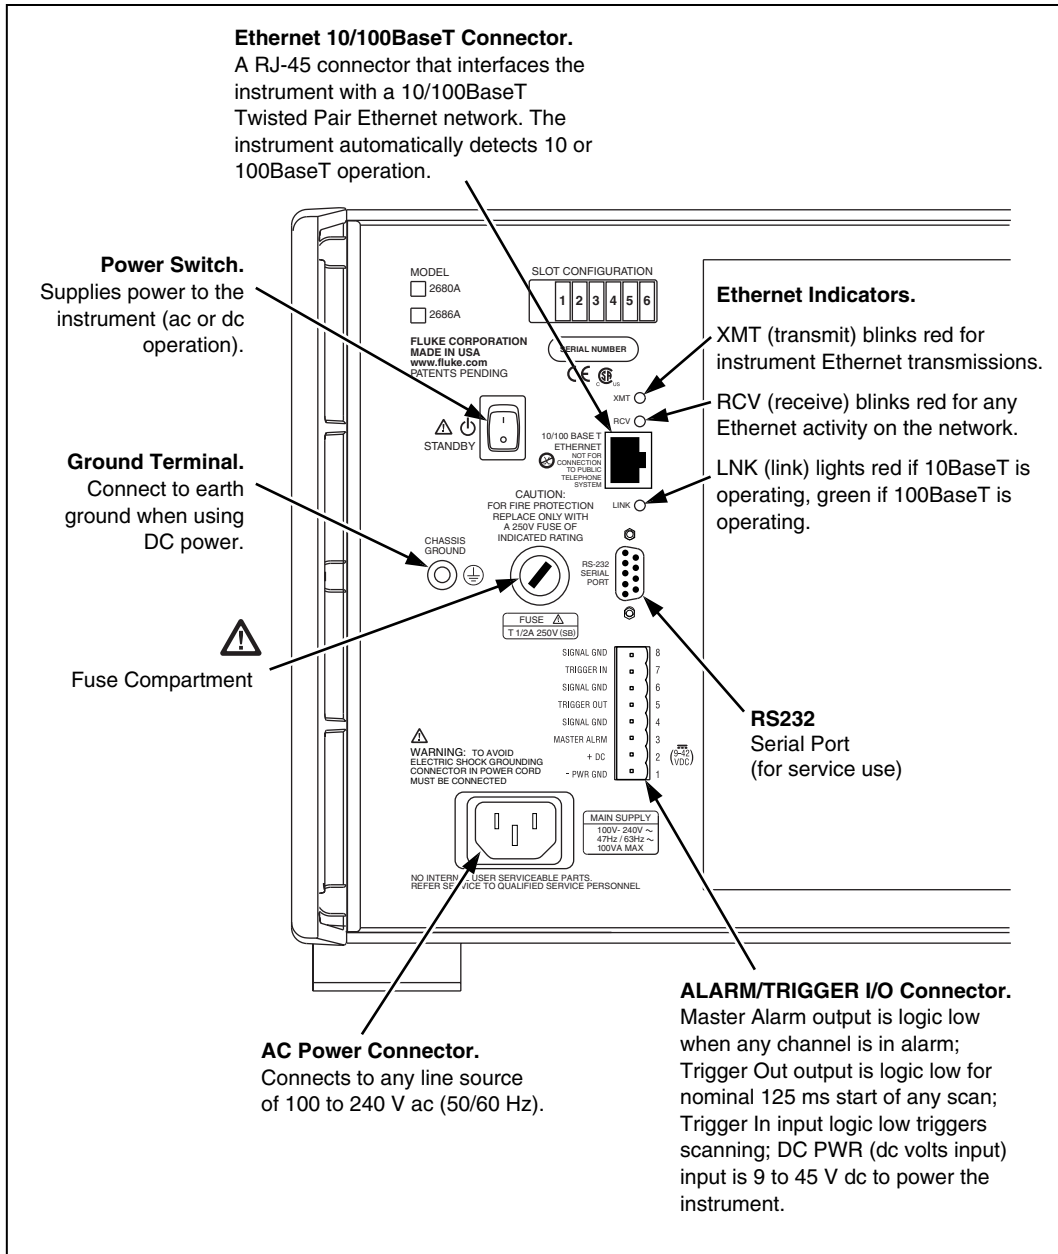 Ethernet 10/100BaseT Connector.
A RJ-45 connector that interfaces the
instrument with a 10/100BaseT
Twisted Pair Ethernet network. The
instrument automatically detects 10 or
100BaseT operation.
Power Switch.
Supplies power to the
instrument (ac or dc
operation).
Ground Terminal.
Connect to earth
ground when using
DC power.
Fuse Compartment
MODEL
2680A
2686A
FLUKE CORPORATION
MADE IN USA
www.fluke.com
PATENTS PENDING
SLOT CONFIGURATION
1 2 3 4 5 6
SERIAL NUMBER
CE C SA US
XMT
RCV
STANDBY
10/100 BASE T
ETHERNET
NOT FOR
CONNECTION
TO PUBLIC
TELEPHONE
SYSTEM
LINK
CAUTION:
FOR FIRE PROTECTION
REPLACE ONLY WITH
A 250V FUSE OF
INDICATED RATING
CHASSIS
GROUND
RS-232
SERIAL
PORT
FUSE
T 1/2A 250V (SB)
SIGNAL GND 8
TRIGGER IN 7
SIGNAL GND 6
TRIGGER OUT 5
SIGNAL GND 4
MASTER ALRM 3
+ DC 2
- PWR GND 1
9-42
VDC
WARNING: TO AVOID
ELECTRIC SHOCK GROUNDING
CONNECTOR IN POWER CORD
MUST BE CONNECTED
MAIN SUPPLY
100V- 240V ~
47Hz / 63Hz ~
100VA MAX
NO INTERNAL USER SERVICEABLE PARTS.
REFER SERVICE TO QUALIFIED SERVICE PERSONNEL
Ethernet Indicators.
XMT (transmit) blinks red for
instrument Ethernet transmissions.
RCV (receive) blinks red for any
Ethernet activity on the network.
LNK (link) lights red if 10BaseT is
operating, green if 100BaseT is
operating.
RS232
Serial Port
(for service use)
AC Power Connector.
Connects to any line source
of 100 to 240 V ac (50/60 Hz).
ALARM/TRIGGER I/O Connector.
Master Alarm output is logic low
when any channel is in alarm;
Trigger Out output is logic low for
nominal 125 ms start of any scan;
Trigger In input logic low triggers
scanning; DC PWR (dc volts input)
input is 9 to 45 V dc to power the
instrument.